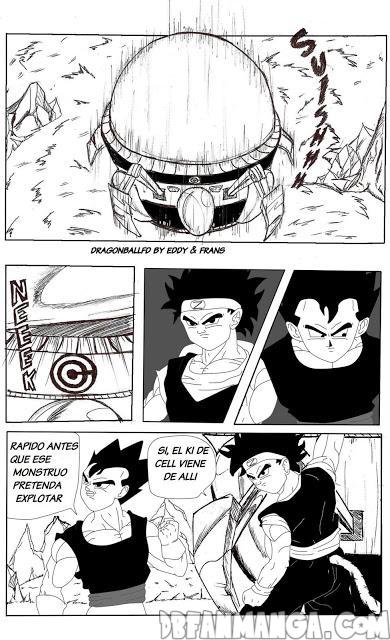 SUISHHHH
DRAGONBALLFD BY EDDY & FRANS
NEEEEK
RAPIDO ANTES
QUE ESE
MONSTRUO
PRETENDA
EXPLOTAR
SI, EL KI DE
CELL VIENE
DE ALLI
DBFANMANGA.COM